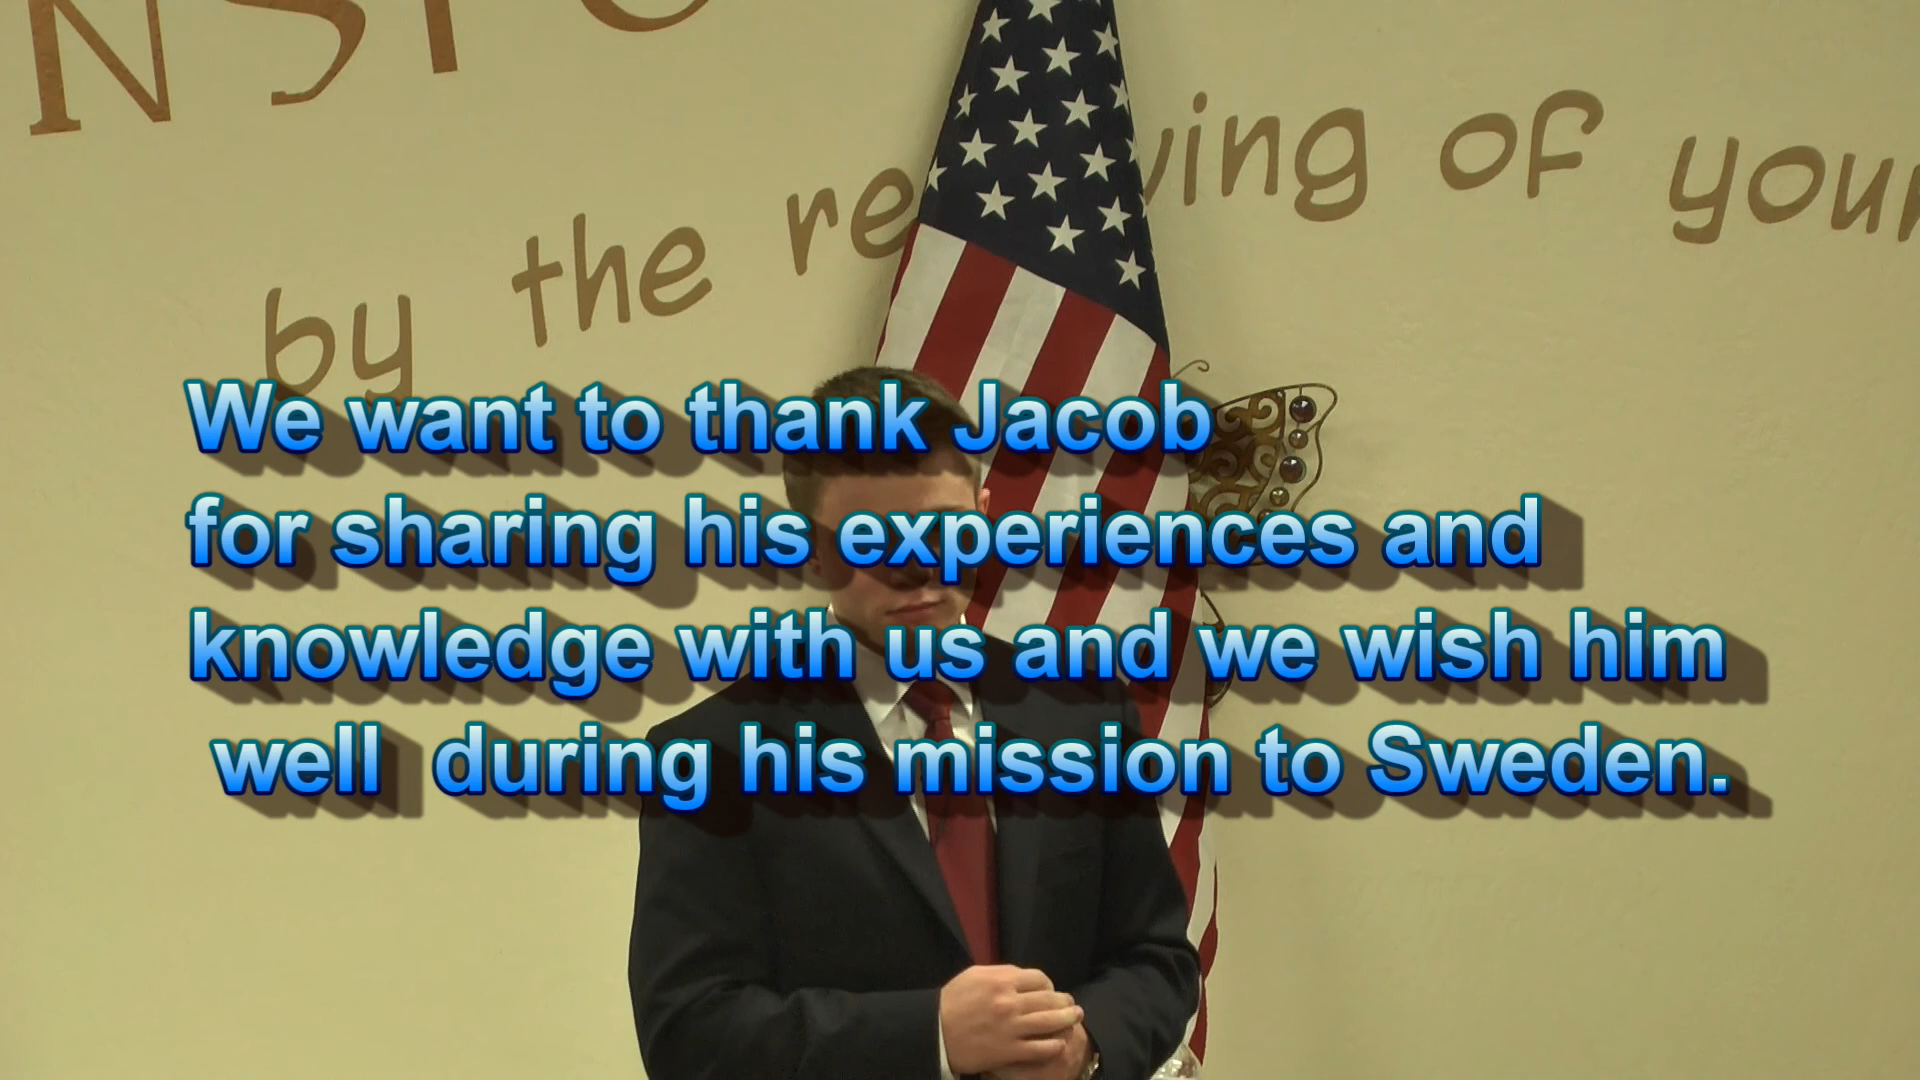 by the re ing of your
We want to thank Jacob
for sharing his experiences and
knowledge with us and we wish him
well during his mission to Sweden.